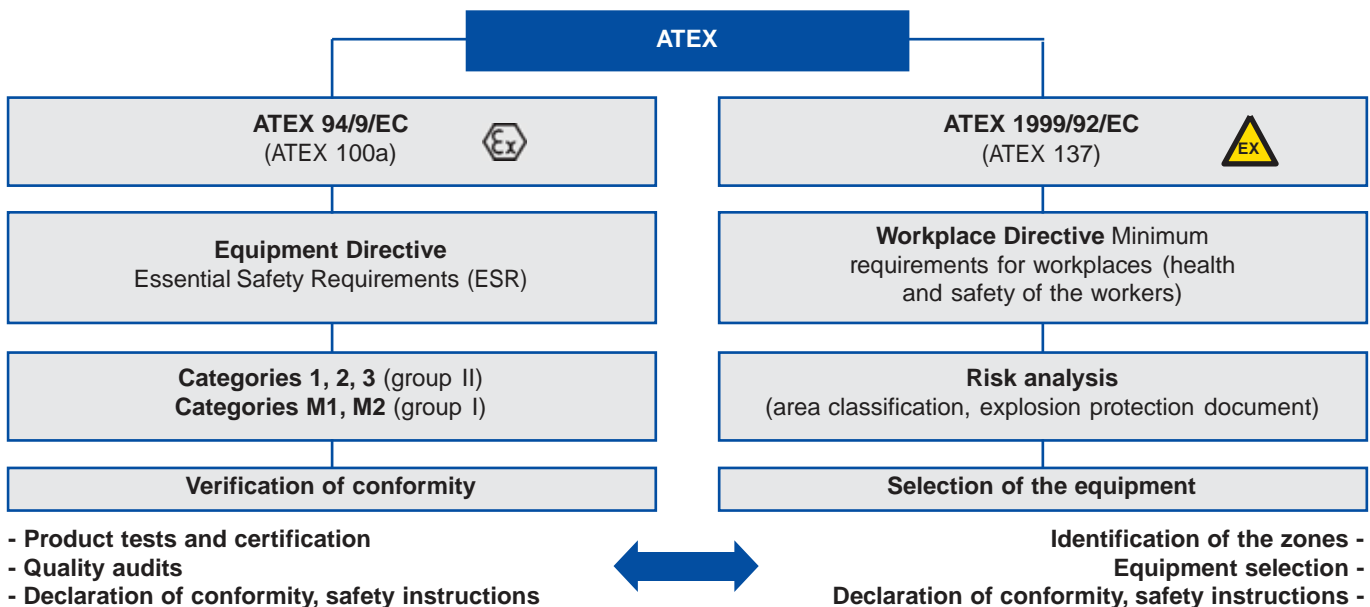 ATEX
ATEX 94/9/EC
(ATEX 100a)
Ex
Equipment Directive
Essential Safety Requirements (ESR)
Categories 1, 2, 3 (group II)
Categories M1, M2 (group I)
Verification of conformity
- Product tests and certification
- Quality audits
- Declaration of conformity, safety instructions
ATEX 1999/92/EC
(ATEX 137)
EX
Workplace Directive Minimum
requirements for workplaces (health
and safety of the workers)
Risk analysis
(area classification, explosion protection document)
Selection of the equipment
Identification of the zones -
Equipment selection -
Declaration of conformity, safety instructions -